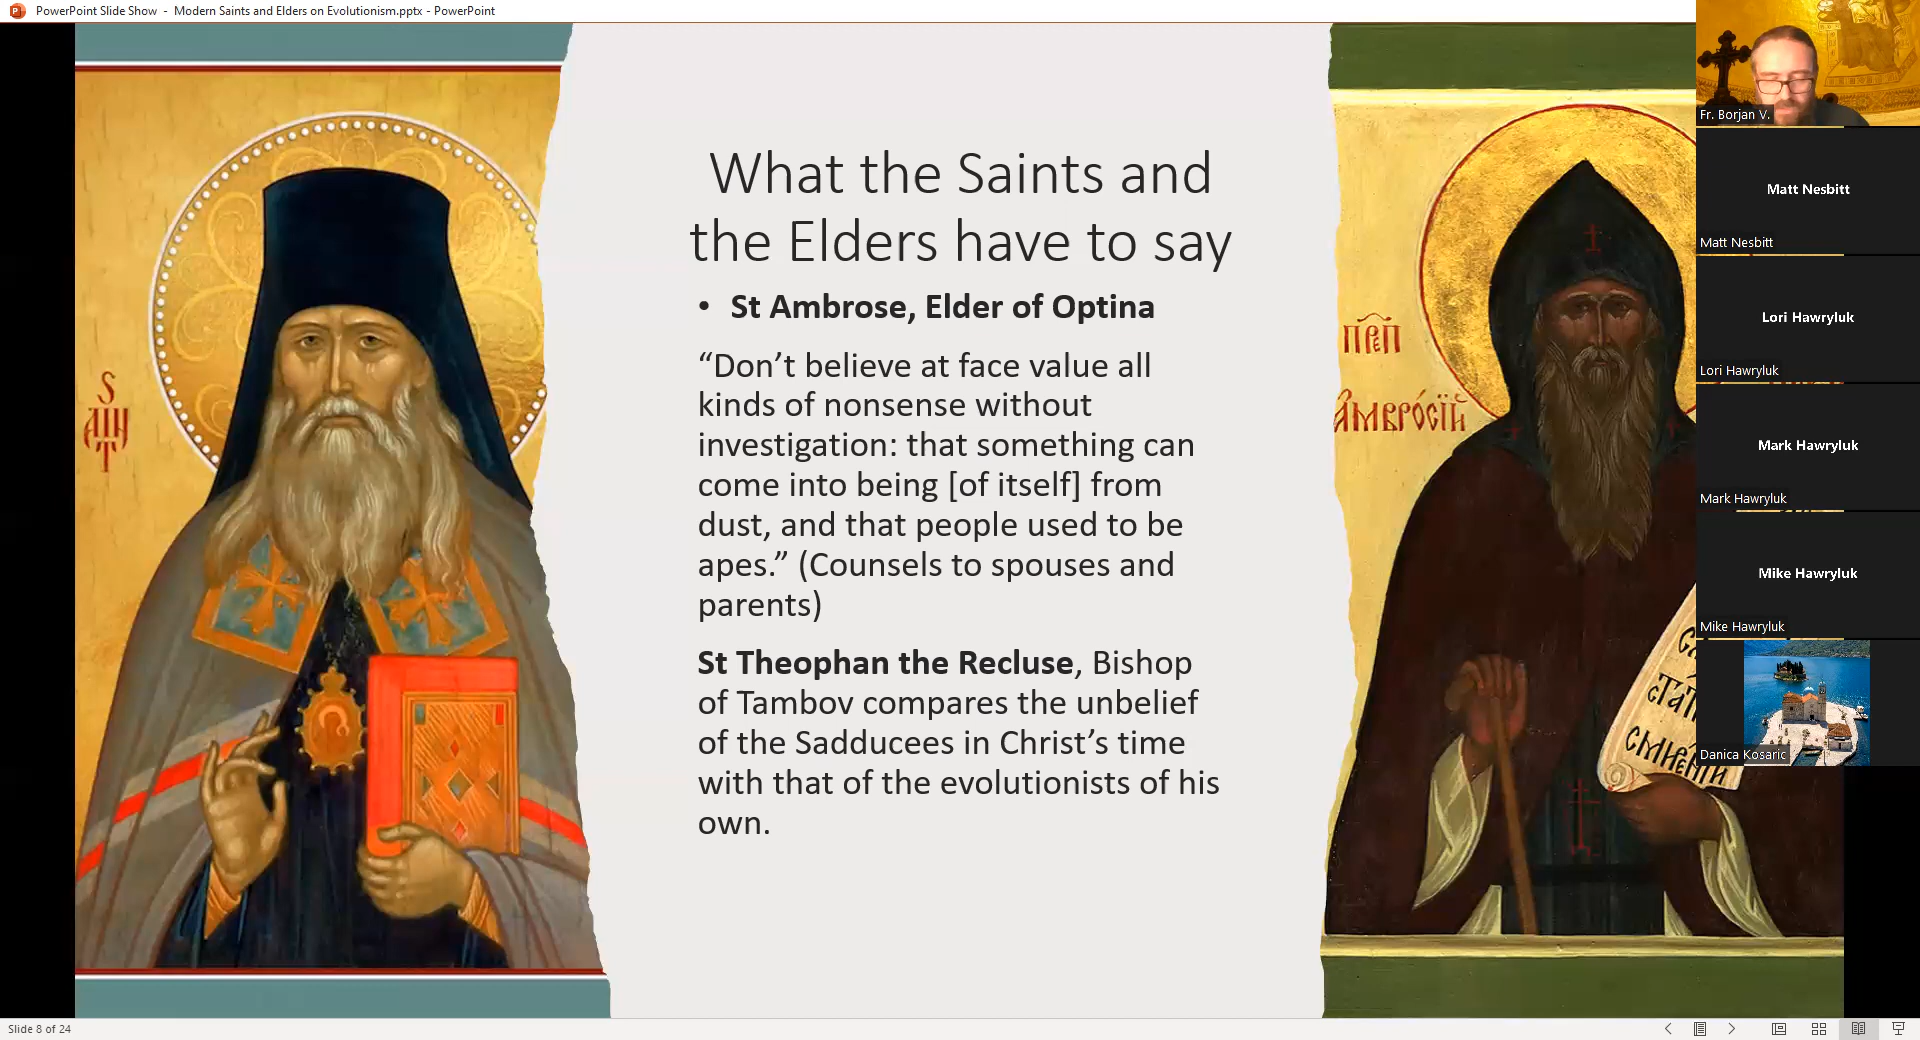 PowerPoint Slide Show - Modern Saints and Elders on Evolutionism.pptx - PowerPoint
What the Saints and
the Elders have to say
• St Ambrose, Elder of Optina
“Don’t believe at face value all
kinds of nonsense without
investigation: that something can
come into being [of itself] from
dust, and that people used to be
apes.” (Counsels to spouses and
parents)
St Theophan the Recluse, Bishop
of Tambov compares the unbelief
of the Sadducees in Christ’s time
with that of the evolutionists of his
own.
S
AIN
T
прⷭ҇п
Амвро́сїй
Fr. Borjan V.
Matt Nesbitt
Matt Nesbitt
Lori Hawryluk
Lori Hawryluk
Mark Hawryluk
Mark Hawryluk
Mike Hawryluk
Mike Hawryluk
Danica Kosaric
Slide 8 of 24